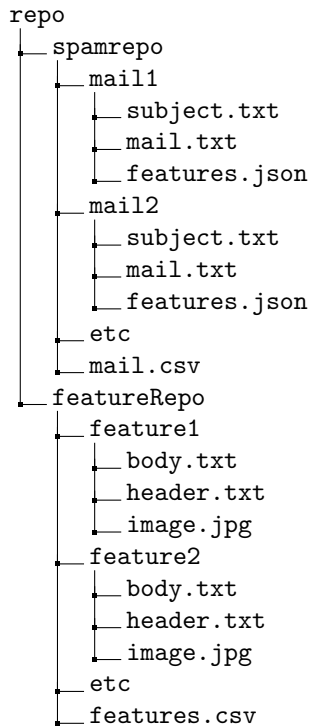 repo
spamrepo
mail1
subject.txt
mail.txt
features.json
mail2
subject.txt
mail.txt
features.json
etc
mail.csv
featureRepo
feature1
body.txt
header.txt
image.jpg
feature2
body.txt
header.txt
image.jpg
etc
features.csv